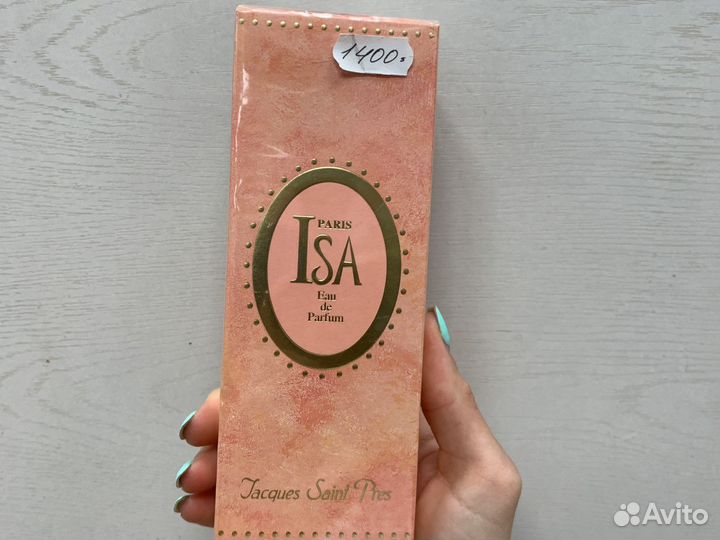 1400.
PARIS
ISA
Eau
de
Parfum
Jacques Saint Pres
Avito